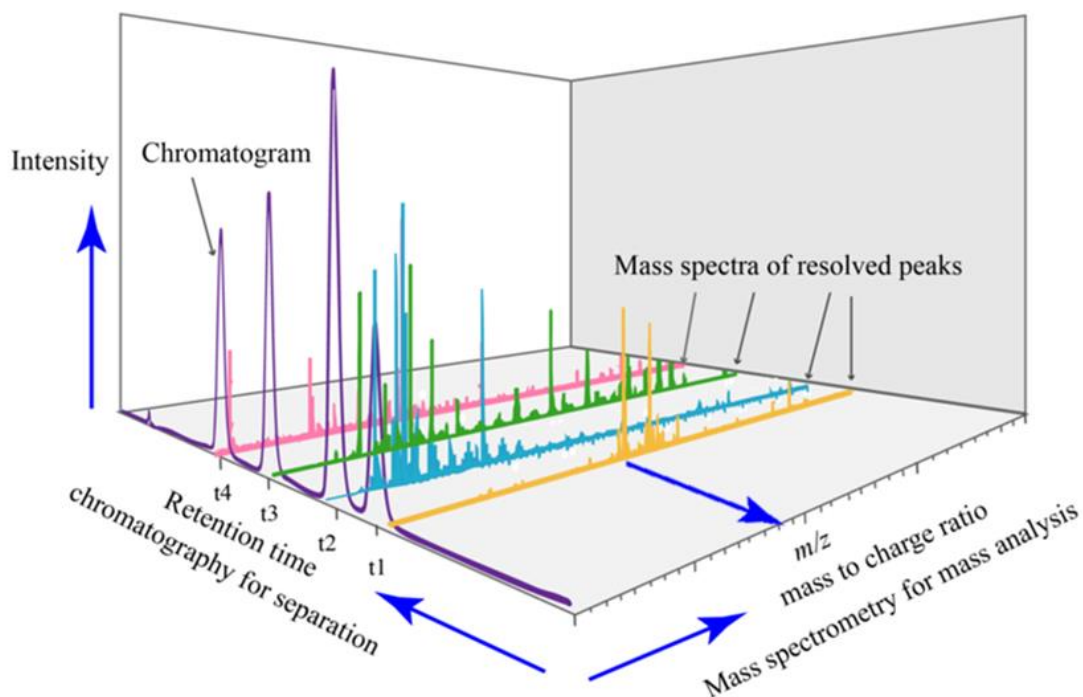 Intensity
Chromatogram
Mass spectra of resolved peaks
t4
t3
t2
t1
Retention time
chromatography for separation
m/z
mass to charge ratio
Mass spectrometry for mass analysis